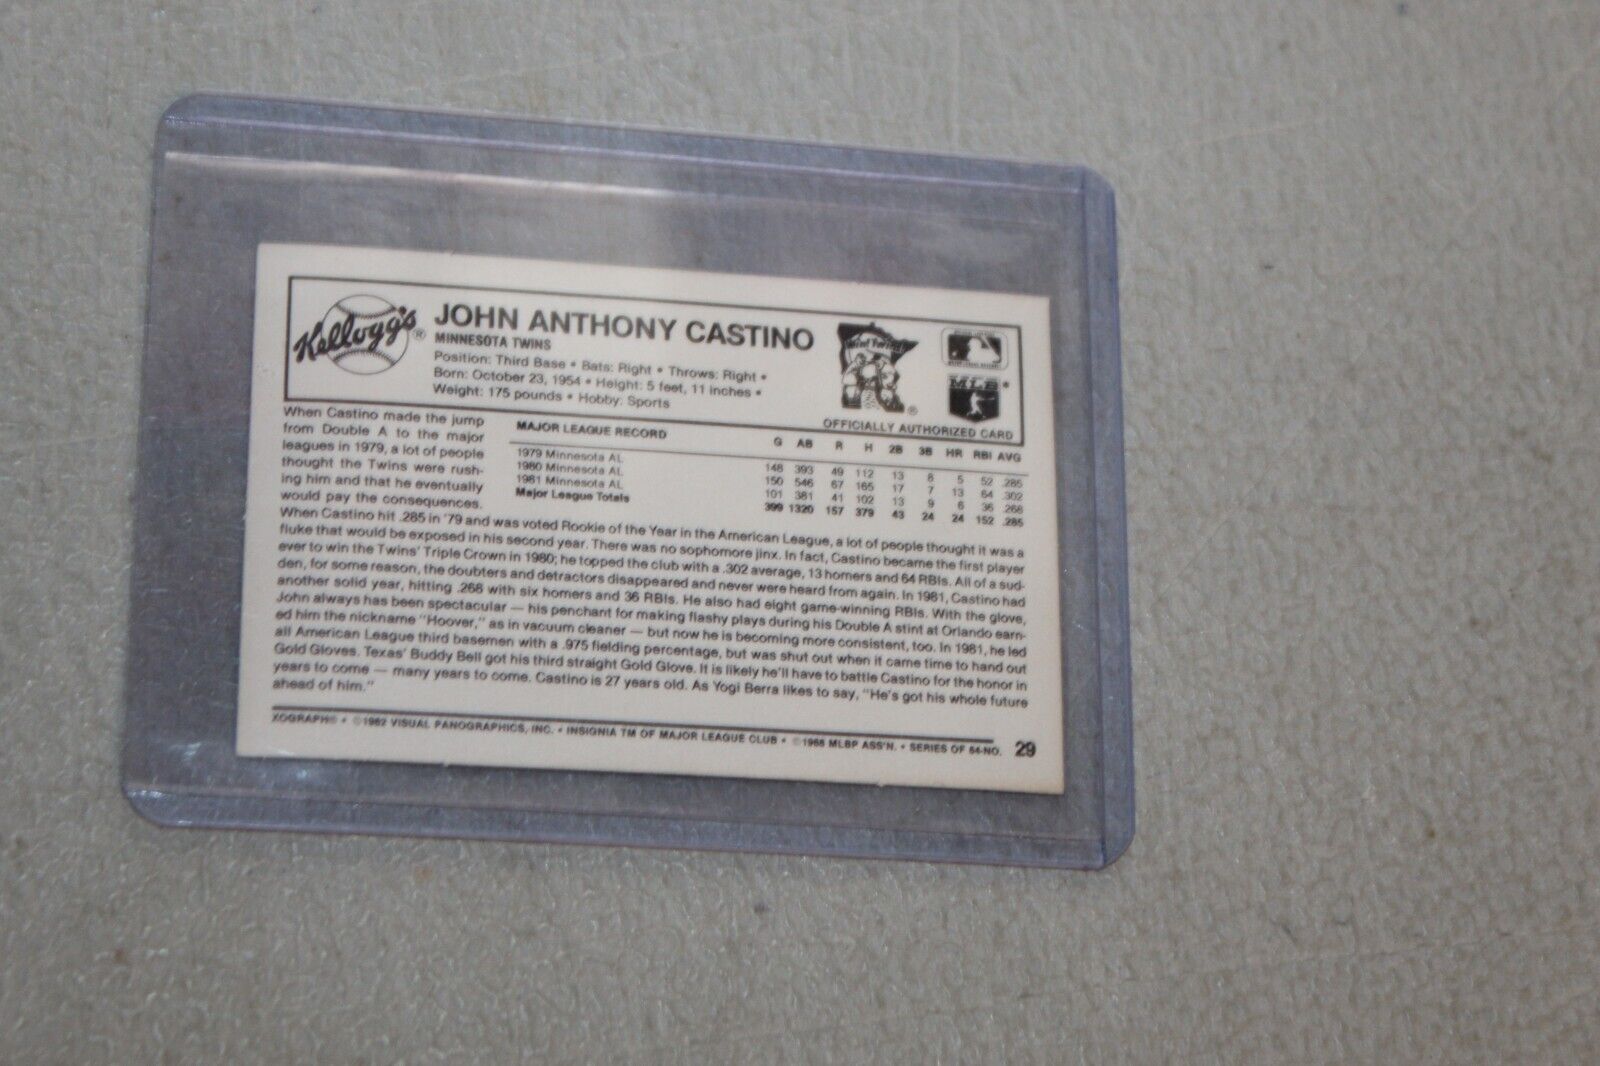 Kellogg's®
JOHN ANTHONY CASTINO
MINNESOTA TWINS
Position: Third Base • Bats: Right • Throws: Right •
Born: October 23, 1954 • Height: 5 feet, 11 inches •
Weight: 175 pounds • Hobby: Sports
MLB
OFFICIALLY AUTHORIZED CARD
When Castino made the jump
from Double A to the major
leagues in 1979, a lot of people
thought the Twins were rush-
ing him and that he eventually
would pay the consequences.
MAJOR LEAGUE RECORD G AB R H 2B 3B HR RBI AVG
1979 Minnesota AL 148 393 49 112 13 8 5 52 .285
1980 Minnesota AL 150 546 67 165 17 7 13 64 .302
1981 Minnesota AL 101 381 41 102 13 9 6 36 .268
Major League Totals 399 1320 157 379 43 24 24 152 .285
When Castino hit .285 in '79 and was voted Rookie of the Year in the American League, a lot of people thought it was a
fluke that would be exposed in his second year. There was no sophomore jinx. In fact, Castino became the first player
ever to win the Twins' Triple Crown in 1980; he topped the club with a .302 average, 13 homers and 64 RBIs. All of a sud-
den, for some reason, the doubters and detractors disappeared and never were heard from again. In 1981, Castino had
another solid year, hitting .268 with six homers and 36 RBIs. He also had eight game-winning RBIs. With the glove,
John always has been spectacular — his penchant for making flashy plays during his Double A stint at Orlando earn-
ed him the nickname "Hoover," as in vacuum cleaner — but now he is becoming more consistent, too. In 1981, he led
all American League third basemen with a .975 fielding percentage, but was shut out when it came time to hand out
Gold Gloves. Texas' Buddy Bell got his third straight Gold Glove. It is likely he'll have to battle Castino for the honor in
years to come — many years to come. Castino is 27 years old. As Yogi Berra likes to say, "He's got his whole future
ahead of him."
XOGRAPH® • ©1982 VISUAL PANOGRAPHICS, INC. • INSIGNIA TM OF MAJOR LEAGUE CLUB • ©1966 MLBP ASS'N. • SERIES OF 64-NO. 29